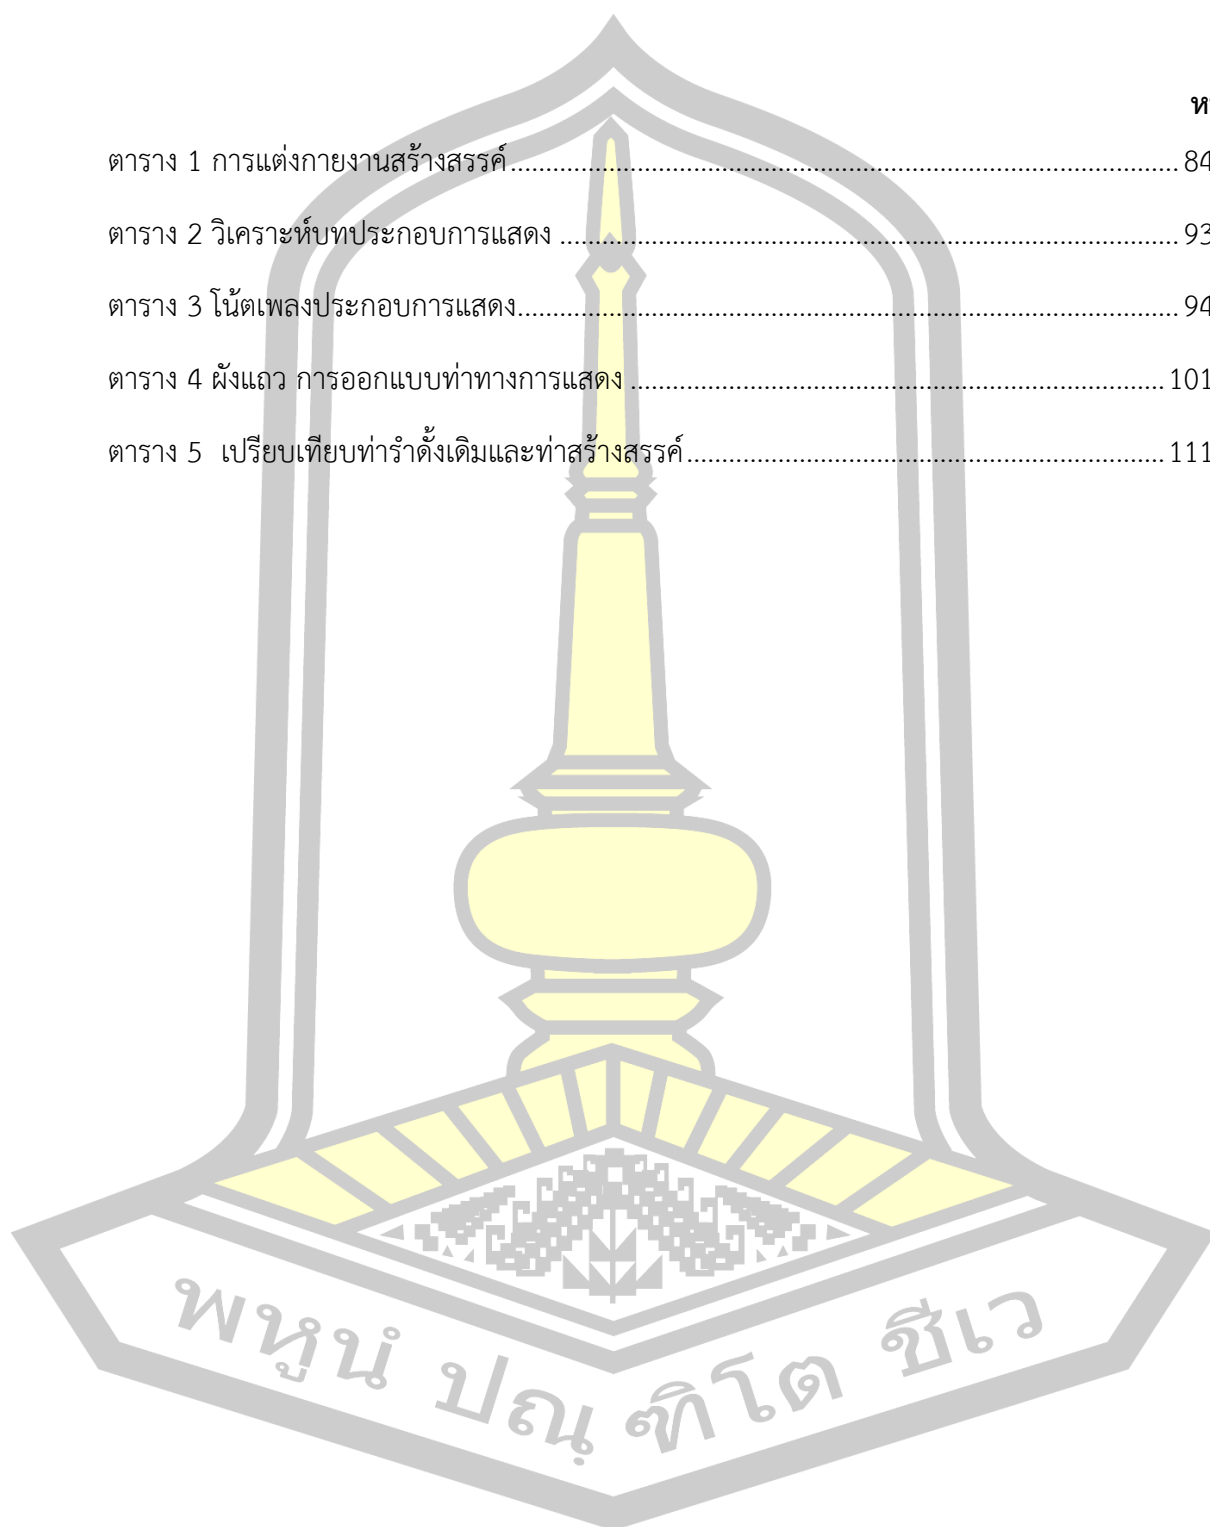 ตาราง 1 การแต่งกายงานสร้างสรรค์ 84
ตาราง 2 วิเคราะห์บทประกอบการแสดง 93
ตาราง 3 โน้ตเพลงประกอบการแสดง 94
ตาราง 4 ผังแถว การออกแบบท่าทางการแสดง 101
ตาราง 5 เปรียบเทียบท่ารำดั้งเดิมและท่าสร้างสรรค์ 111
พหูนํ ปณฺฑิโต ชีเว